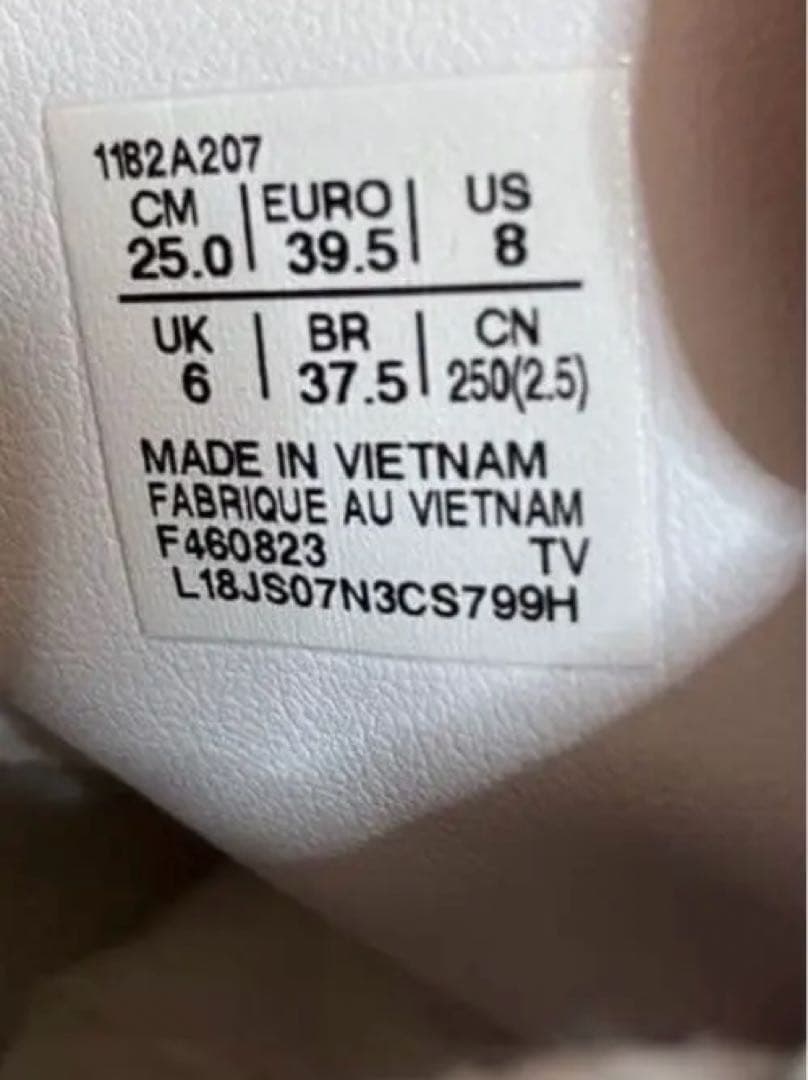 1182A207
CM | EURO | US
25.0 | 39.5 | 8
UK | BR | CN
6 | 37.5 | 250(2.5)
MADE IN VIETNAM
FABRIQUE AU VIETNAM
F460823 TV
L18JS07N3CS799H